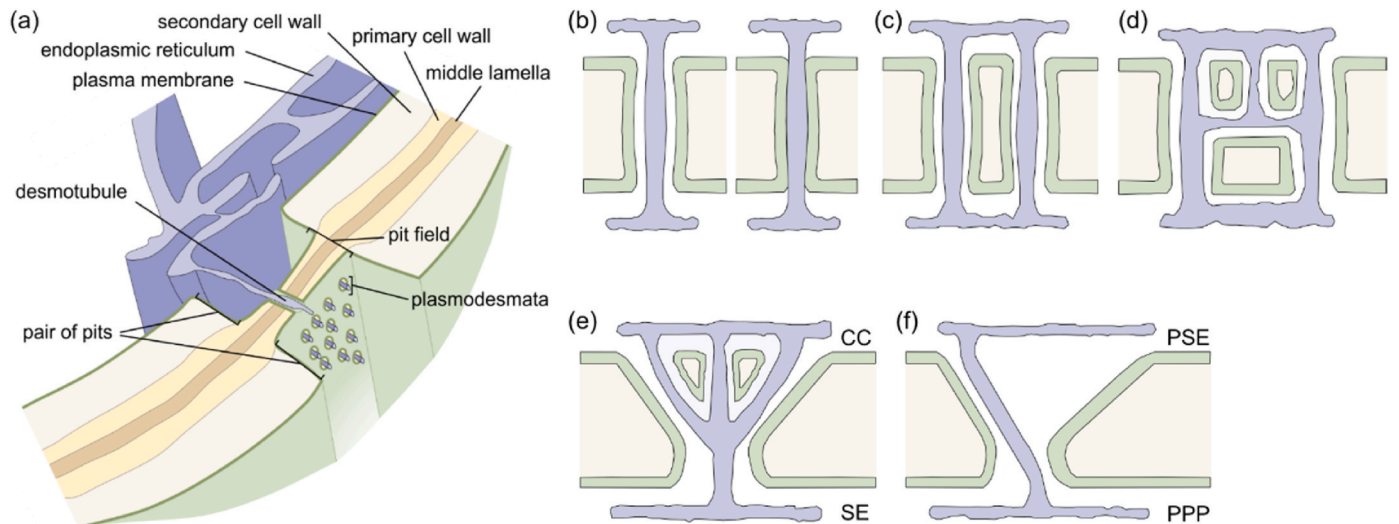 (a)
secondary cell wall
endoplasmic reticulum
primary cell wall
plasma membrane
middle lamella
desmotubule
pit field
plasmodesmata
pair of pits
(b)
(c)
(d)
(e)
CC
SE
(f)
PSE
PPP